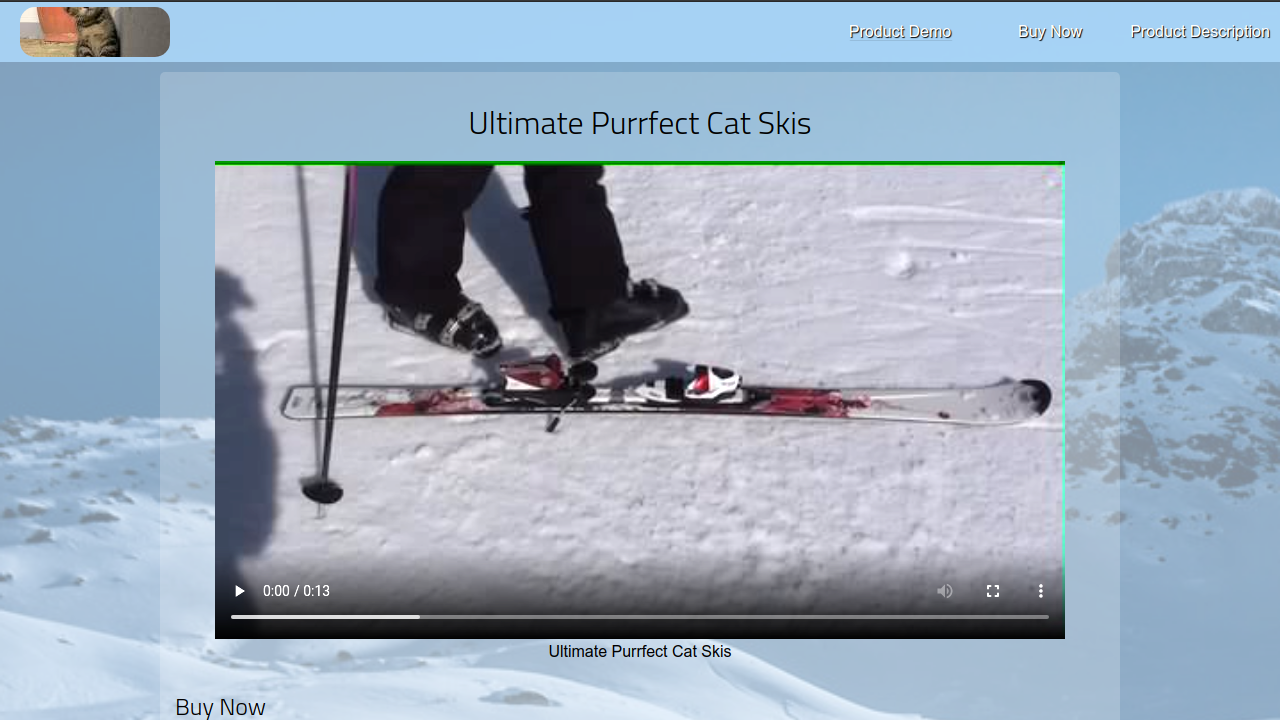 Product Demo
Buy Now
Product Description
Ultimate Purrfect Cat Skis
0:00 / 0:13
Ultimate Purrfect Cat Skis
Buy Now